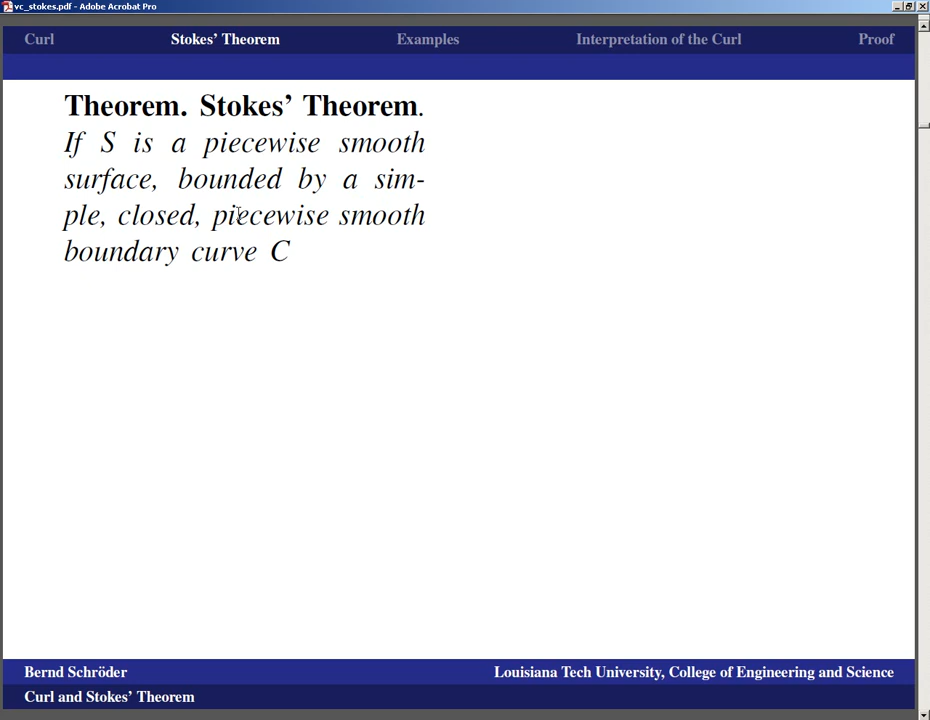 vc_stokes.pdf - Adobe Acrobat Pro
Curl Stokes’ Theorem Examples Interpretation of the Curl Proof
Theorem. Stokes’ Theorem.
If S is a piecewise smooth
surface, bounded by a sim-
ple, closed, piecewise smooth
boundary curve C
Bernd Schröder Louisiana Tech University, College of Engineering and Science
Curl and Stokes’ Theorem